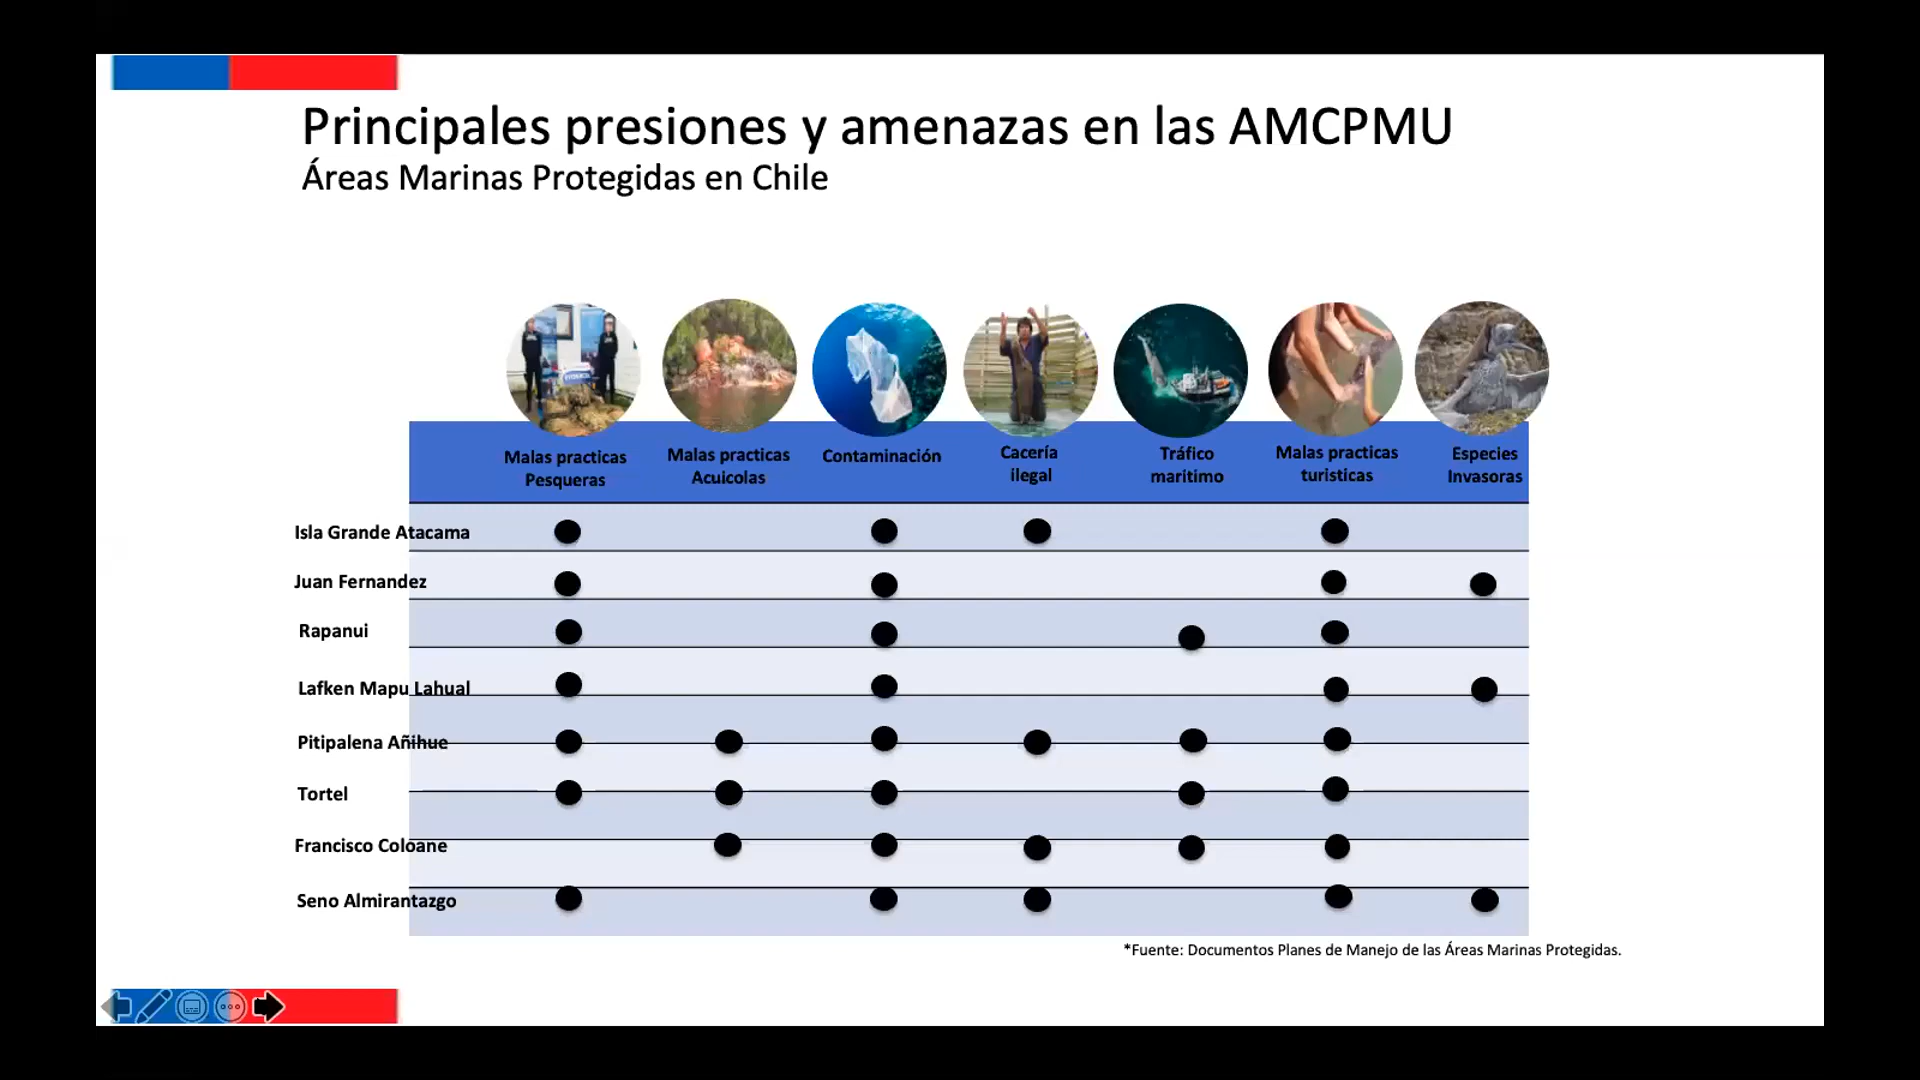 Principales presiones y amenazas en las AMCPMU
Áreas Marinas Protegidas en Chile
Malas practicas
Pesqueras
Malas practicas
Acuicolas
Contaminación
Cacería
ilegal
Tráfico
maritimo
Malas practicas
turisticas
Especies
Invasoras
Isla Grande Atacama
Juan Fernandez
Rapanui
Lafken Mapu Lahual
Pitipalena Añihue
Tortel
Francisco Coloane
Seno Almirantazgo
*Fuente: Documentos Planes de Manejo de las Áreas Marinas Protegidas.